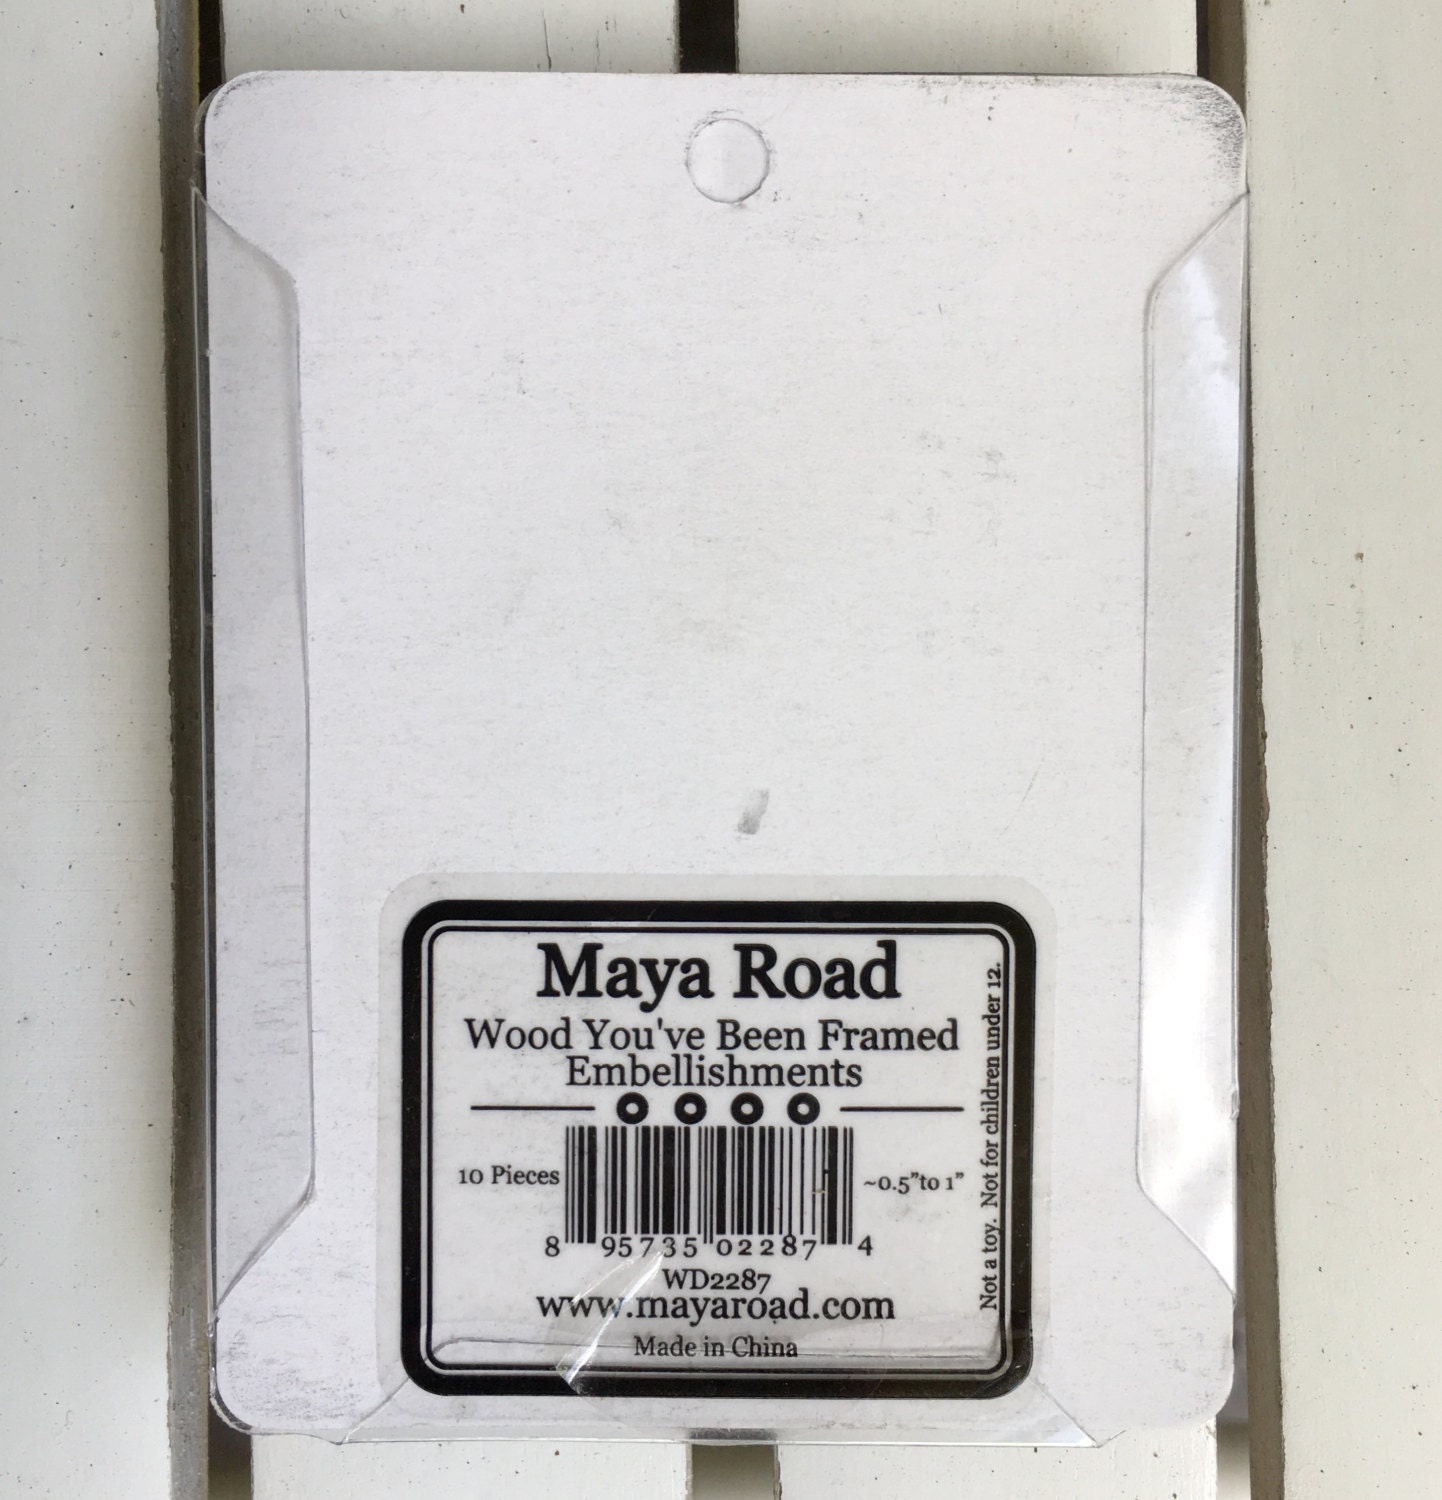 Maya Road
Wood You've Been Framed
Embellishments
10 Pieces
~0.5”to 1”
8 95735 02287 4
WD2287
www.mayaroad.com
Made in China
Not a toy. Not for children under 12.